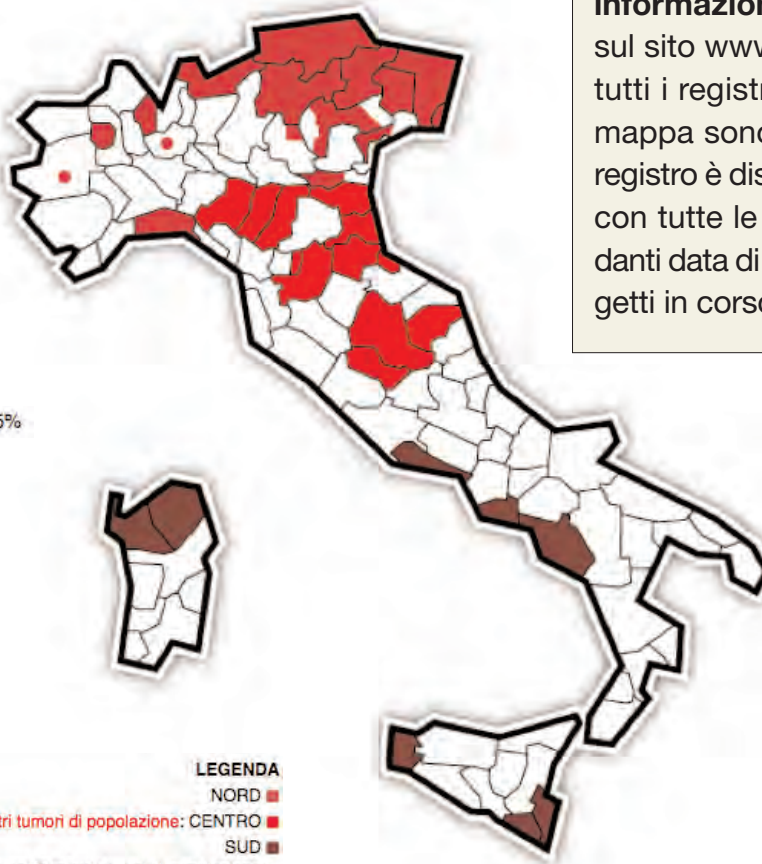 informazion
sul sito www
tutti i registr
mappa sono
registro è dis
con tutte le
danti data di
getti in corso
5%
LEGENDA
NORD
tri tumori di popolazione: CENTRO
SUD